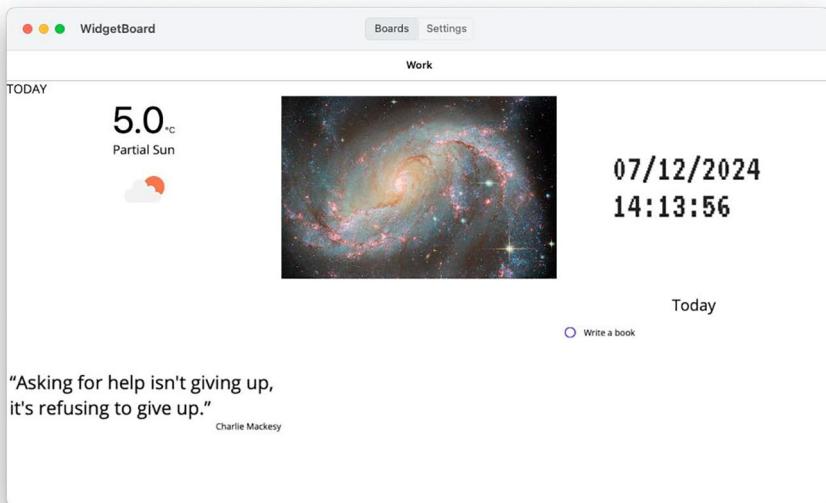 WidgetBoard
Boards Settings
Work
TODAY
5.0 °C
Partial Sun
07/12/2024
14:13:56
Today
Write a book
“Asking for help isn't giving up,
it's refusing to give up.”
Charlie Mackesy